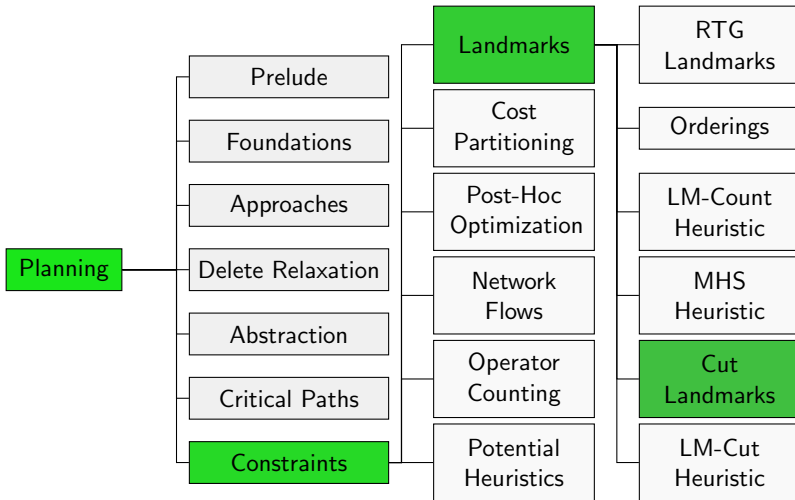 Planning
Prelude
Foundations
Approaches
Delete Relaxation
Abstraction
Critical Paths
Constraints
Landmarks
Cost
Partitioning
Post-Hoc
Optimization
Network
Flows
Operator
Counting
Potential
Heuristics
RTG
Landmarks
Orderings
LM-Count
Heuristic
MHS
Heuristic
Cut
Landmarks
LM-Cut
Heuristic